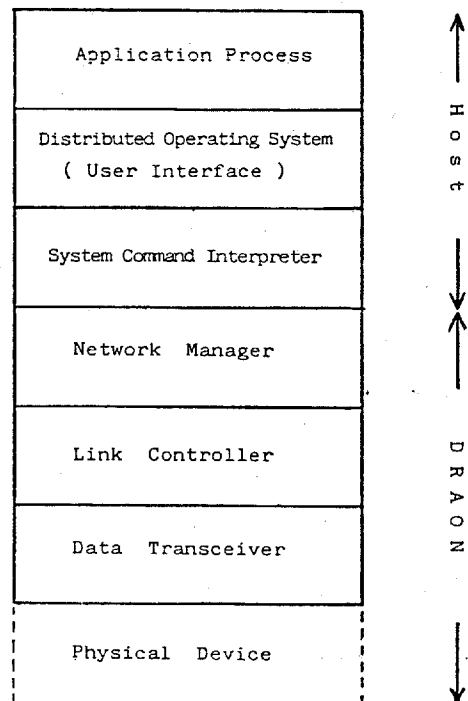 Application Process
Distributed Operating System
( User Interface )
System Command Interpreter
Network Manager
Link Controller
Data Transceiver
Physical Device
Host
DRAON